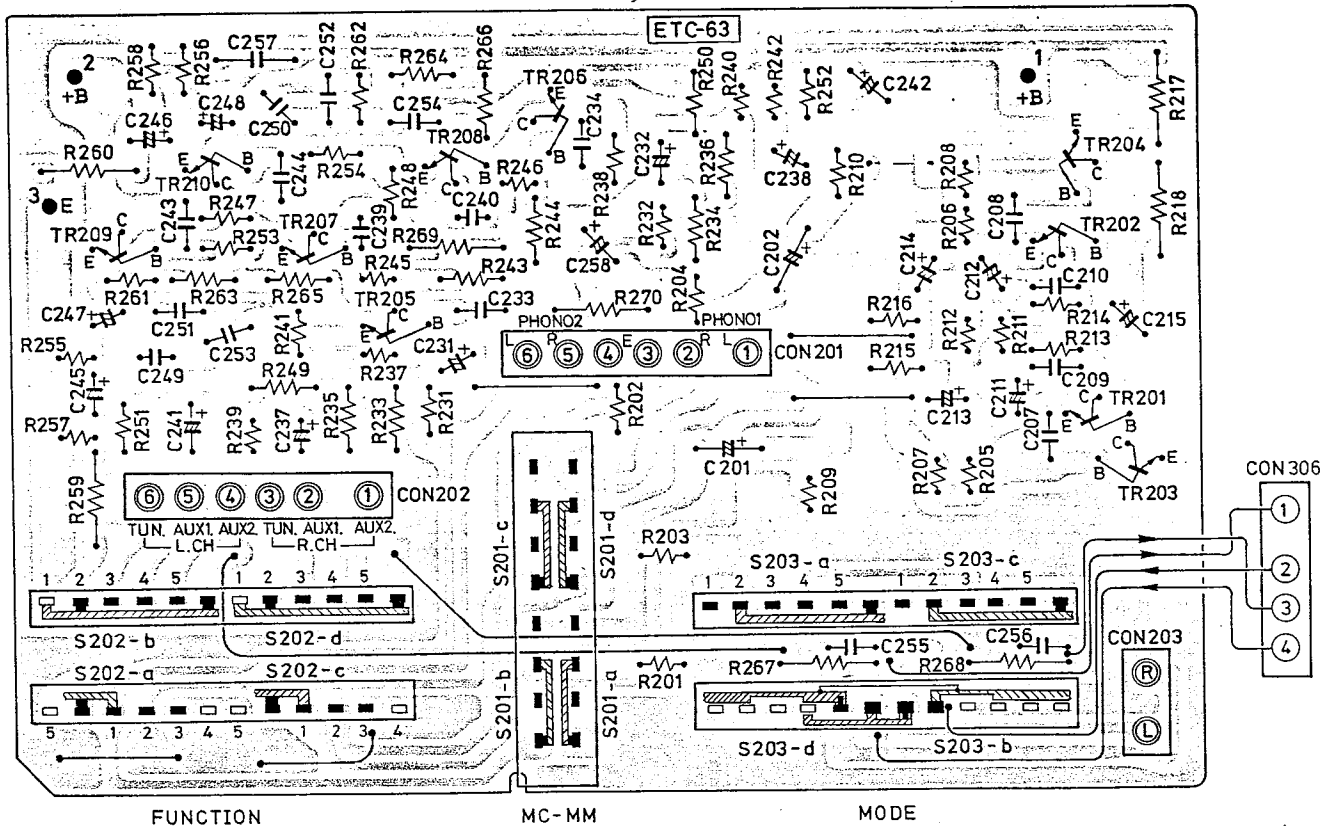 ETC-63
R258
R256
C257
C252
R262
R264
R266
TR206
R250
R240
R242
R252
C242
1
+B
R217
2
+B
C246
C248
C250
C254
E
C
B
C234
R260
E
B
C
TR210
C244
R254
R248
TR208
E
B
C
R246
R238
C232
R236
C238
R210
R208
E
TR204
C
B
3
E
C243
R247
TR207
C239
C240
R244
R232
R234
R206
C208
TR202
R218
TR209
C
E
B
R253
C
E
B
R269
C258
C202
C214
C212
E
C
B
R261
R263
R265
R245
R243
R204
C210
C247
C251
R241
TR205
C
E
B
C233
R270
R216
R214
C215
R255
C253
C231
PHONO2
PHONO1
L
R
E
R
L
6
5
4
3
2
1
CON201
R212
R211
R213
C249
R237
R215
C245
R249
C209
R257
R251
C241
R239
C237
R235
R233
R231
R202
C213
C211
C
TR201
E
B
C207
C
E
B
TR203
C201
R207
R205
R259
6
5
4
3
2
1
CON202
R209
TUN. AUX1. AUX2. TUN. AUX1. AUX2.
L.CH
R.CH
S201-c
S201-d
R203
CON306
1
2
3
4
S203-a
S203-c
1 2 3 4 5 1 2 3 4 5
1 2 3 4 5 1 2 3 4 5
S202-b
S202-d
C255
C256
R267
R268
CON203
R
L
S202-a
S202-c
S201-b
S201-a
R201
5 1 2 3 4 5 1 2 3 4
S203-d
S203-b
FUNCTION
MC-MM
MODE